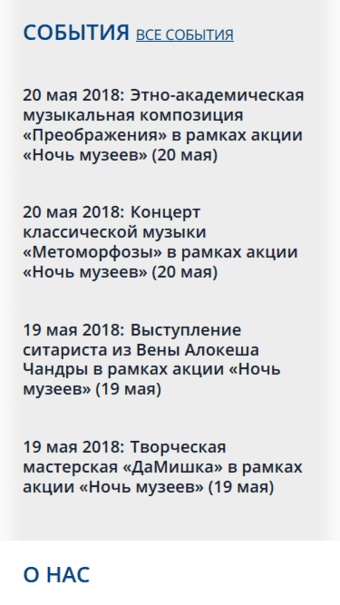 СОБЫТИЯ ВСЕ СОБЫТИЯ
20 мая 2018: Этно-академическая
музыкальная композиция
«Преображения» в рамках акции
«Ночь музеев» (20 мая)
20 мая 2018: Концерт
классической музыки
«Метоморфозы» в рамках акции
«Ночь музеев» (20 мая)
19 мая 2018: Выступление
ситариста из Вены Алокеша
Чандры в рамках акции «Ночь
музеев» (19 мая)
19 мая 2018: Творческая
мастерская «ДаМишка» в рамках
акции «Ночь музеев» (19 мая)
О НАС